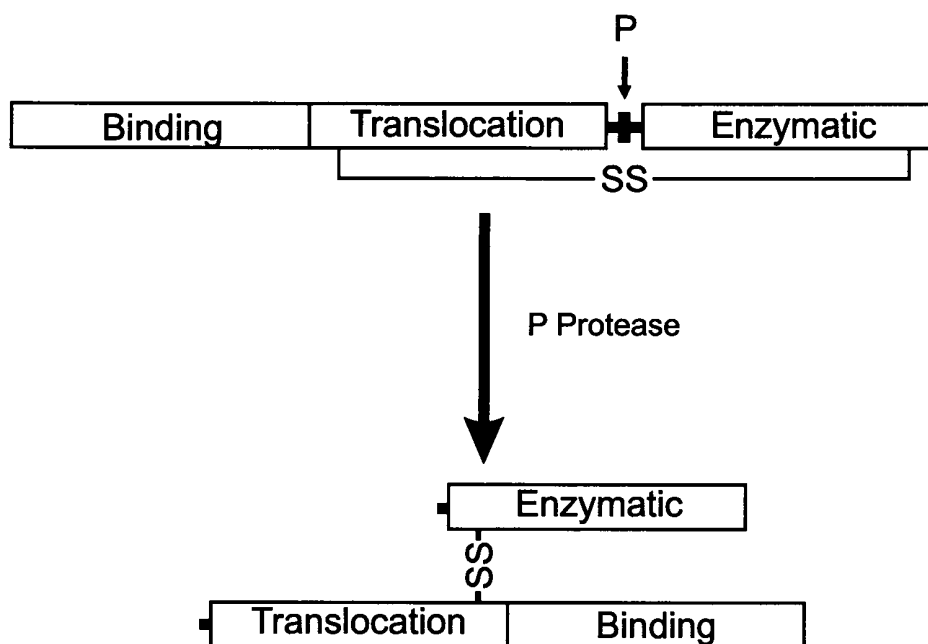 P
Binding Translocation Enzymatic
SS
P Protease
Enzymatic
SS
Translocation Binding